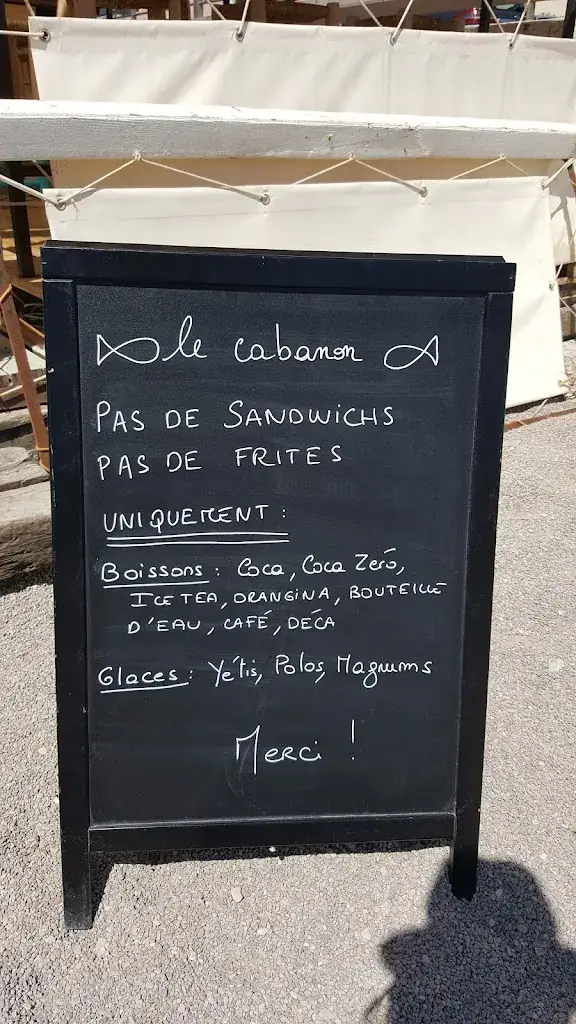 le cabanon
PAS DE SANDWICHS
PAS DE FRITES
UNIQUEMENT :
Boissons : Coca, Coca Zéro,
ICE TEA, ORANGINA, BOUTEILLE
D'EAU, CAFÉ, DÉCA
Glaces : Yétis, Polos, Magnums
Merci !